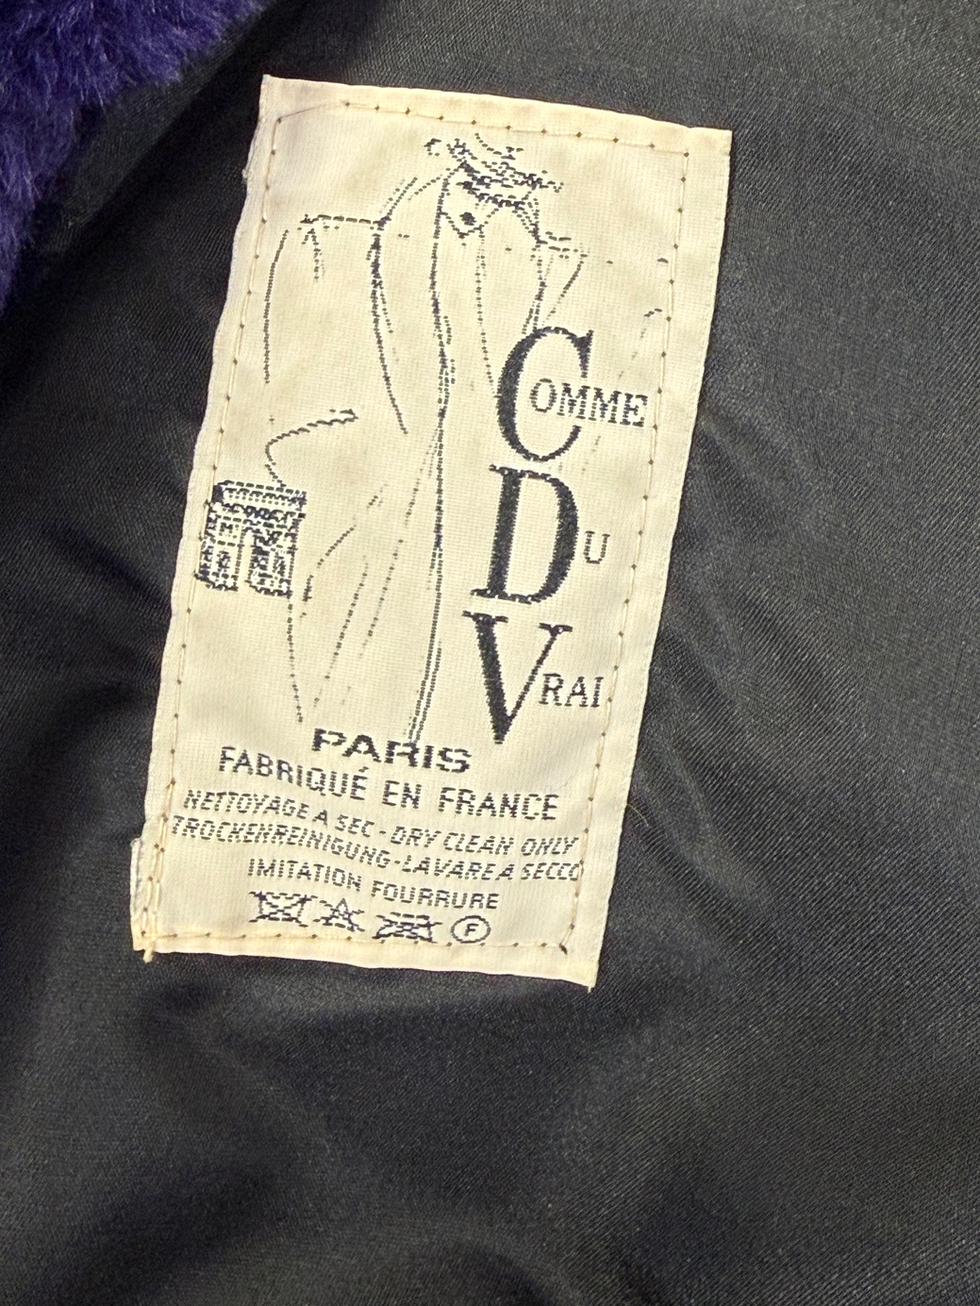 COMME
DU
VRAI
PARIS
FABRIQUÉ EN FRANCE
NETTOYAGE A SEC - DRY CLEAN ONLY
TROCKENREINIGUNG - LAVARE A SECCO
IMITATION FOURRURE
F